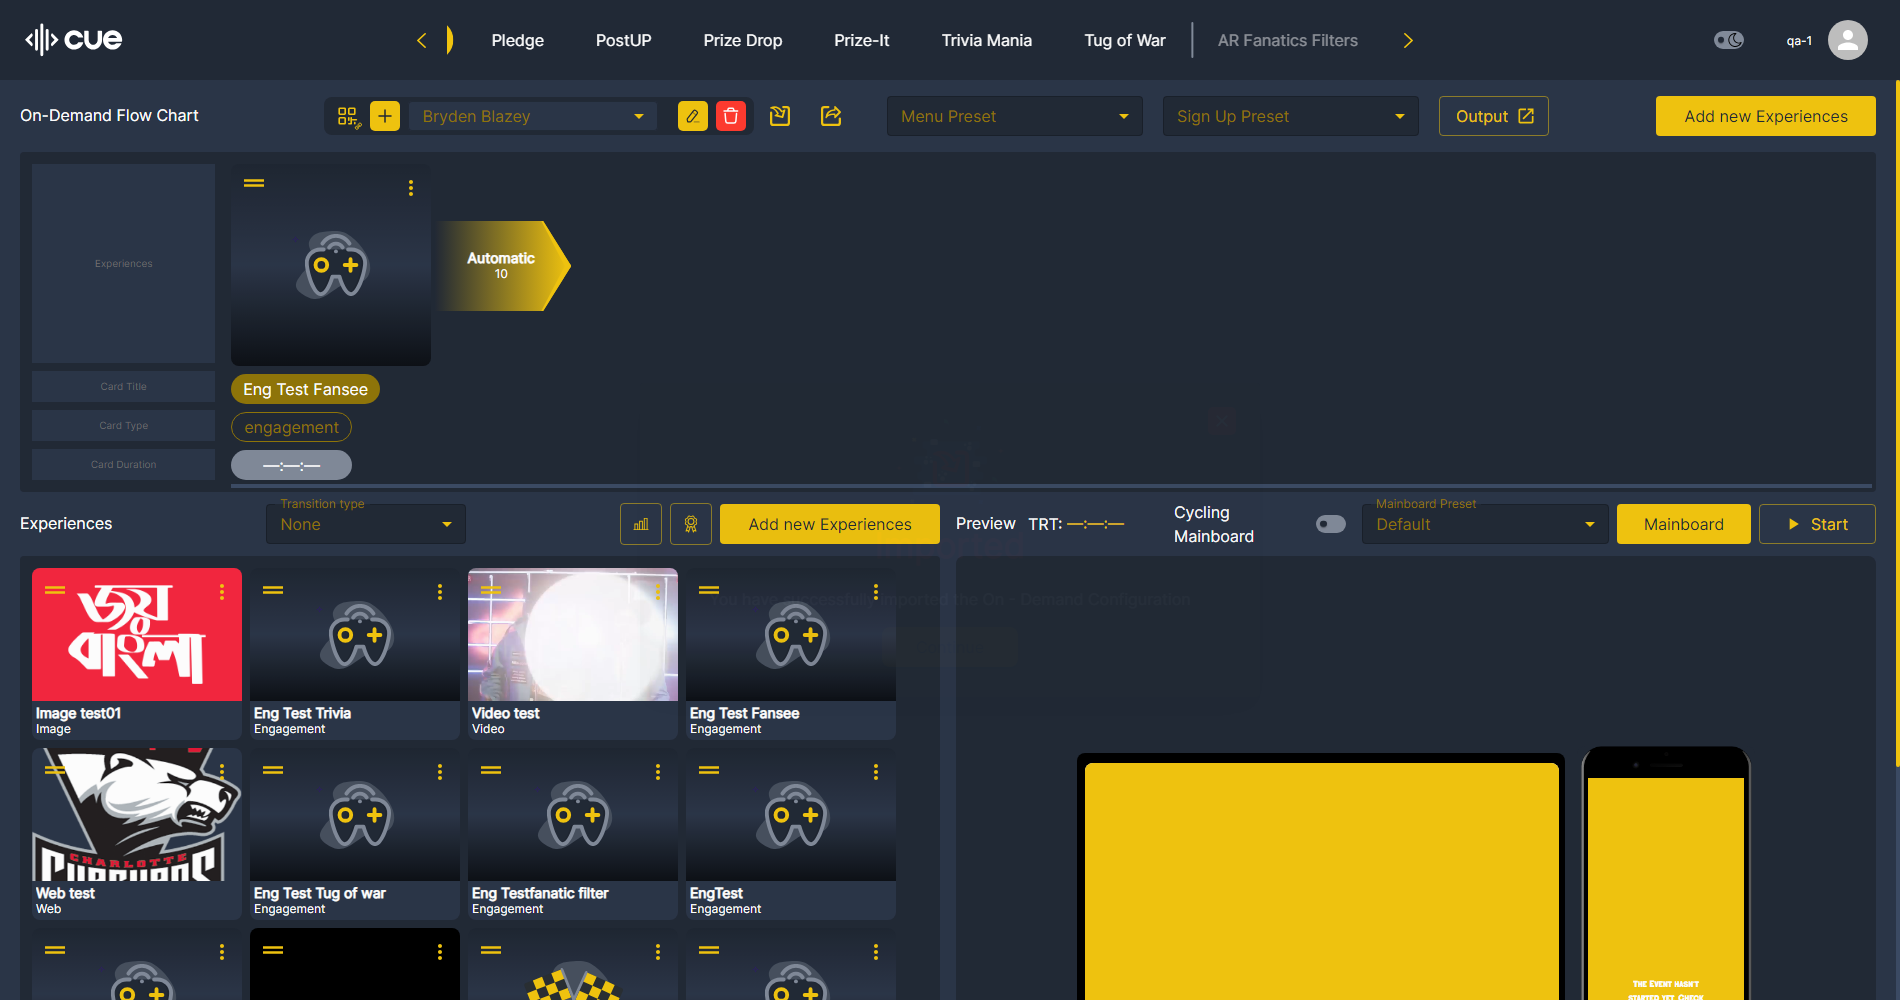 cue
Pledge
PostUP
Prize Drop
Prize-It
Trivia Mania
Tug of War
AR Fanatics Filters
qa-1
On-Demand Flow Chart
Bryden Blazey
Menu Preset
Sign Up Preset
Output
Add new Experiences
Experiences
Automatic
10
Card Title
Eng Test Fansee
Card Type
engagement
Card Duration
—:—:—
Experiences
Transition type
None
Add new Experiences
Preview
TRT: —:—:—
Cycling
Mainboard
Mainboard Preset
Default
Mainboard
Start
Imported
You have successfully imported the On - Demand Configuration
জয়
বাংলা
Image test01
Image
Eng Test Trivia
Engagement
Video test
Video
Eng Test Fansee
Engagement
CHARLOTTE
Web test
Web
Eng Test Tug of war
Engagement
Eng Testfanatic filter
Engagement
EngTest
Engagement
The Event hasn't
started yet. Check